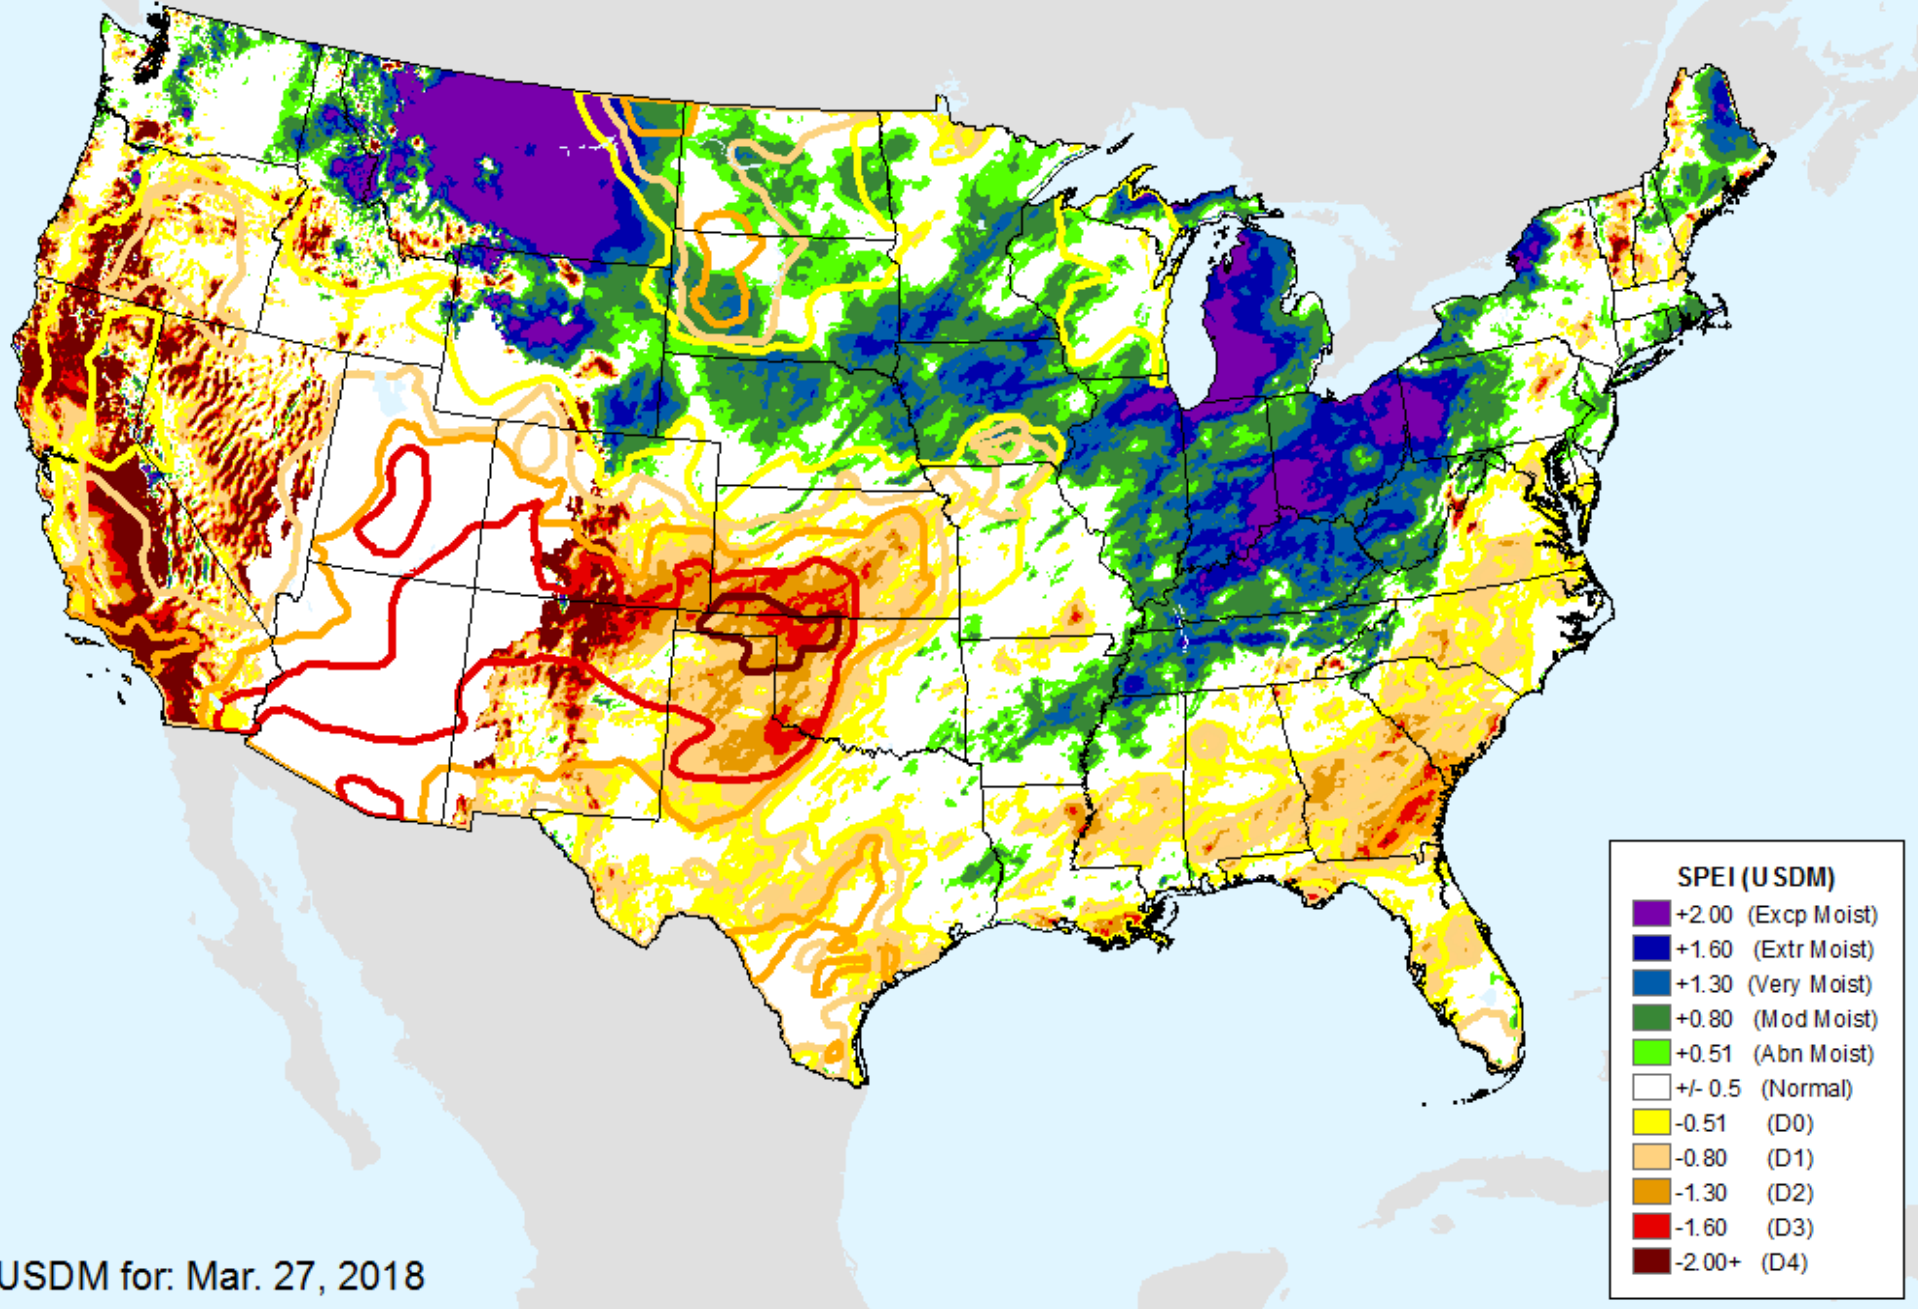 SPEI (USDM)
+2.00 (Excp Moist)
+1.60 (Extr Moist)
+1.30 (Very Moist)
+0.80 (Mod Moist)
+0.51 (Abn Moist)
+/- 0.5 (Normal)
-0.51 (D0)
-0.80 (D1)
-1.30 (D2)
-1.60 (D3)
-2.00+ (D4)
USDM for: Mar. 27, 2018